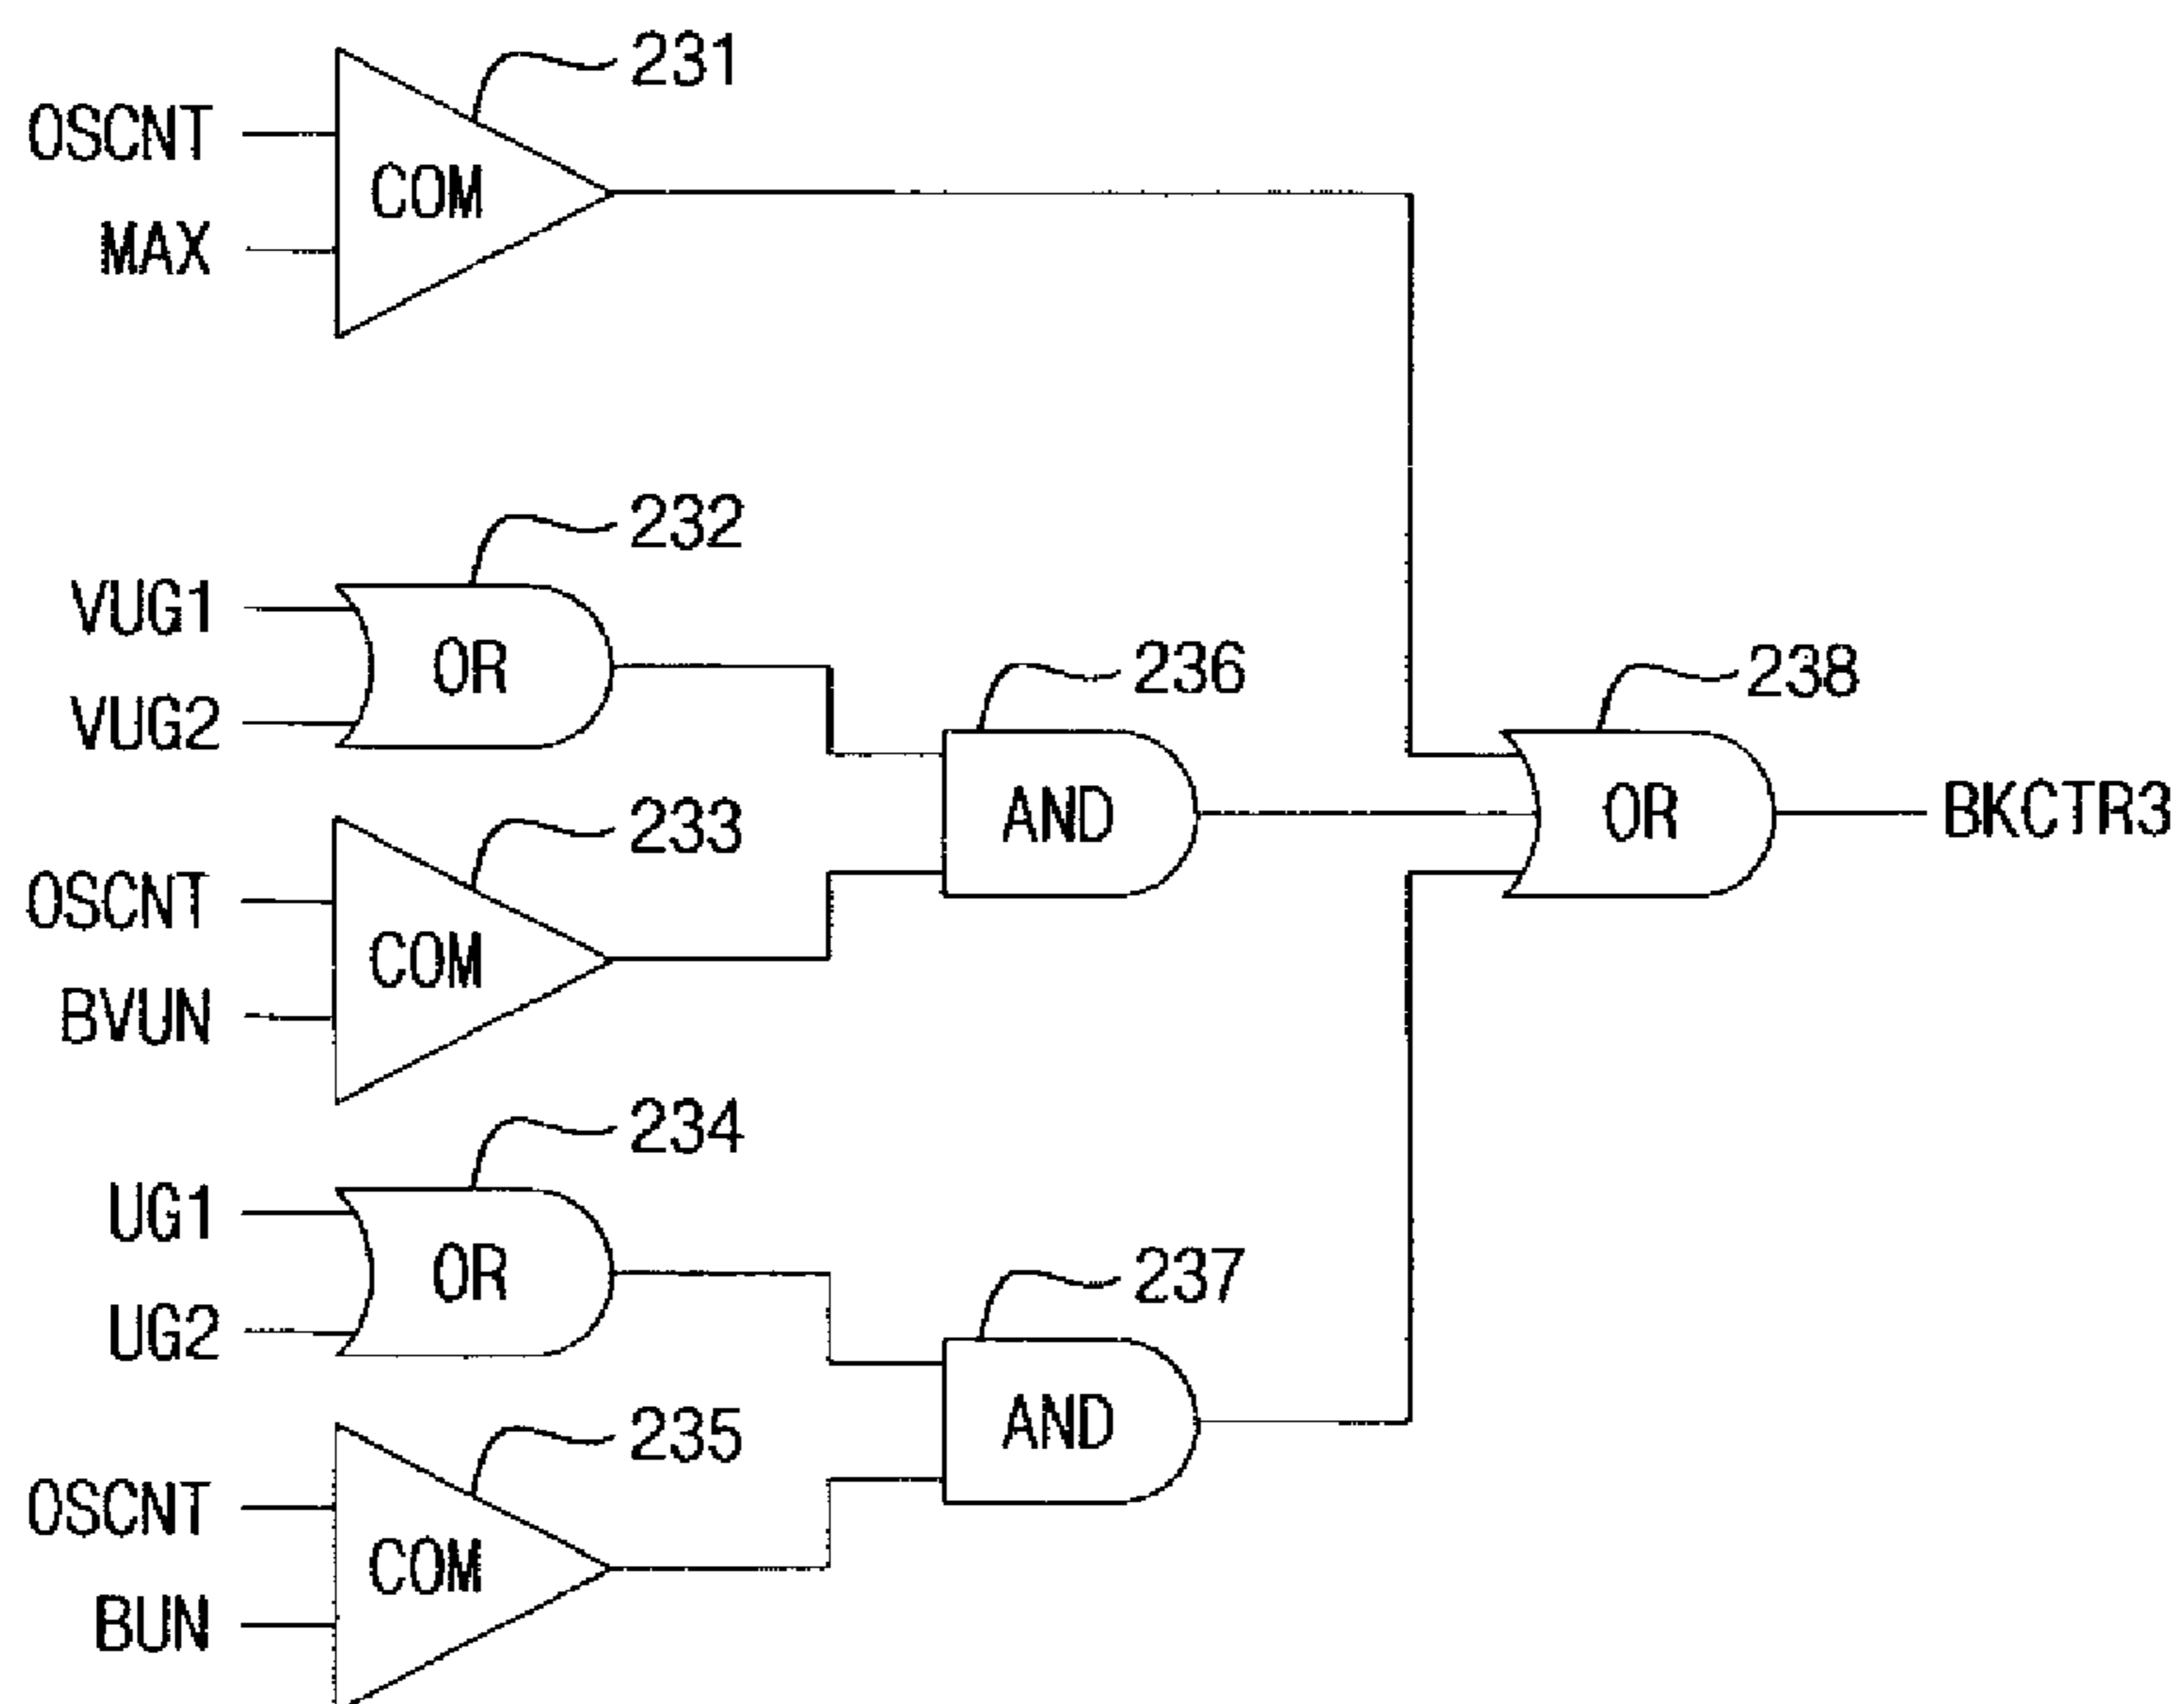 231
OSCNT
COM
MAX
232
VUG1
OR
VUG2
236
238
233
AND
OR
BKCTR3
OSCNT
COM
BVUN
234
UG1
OR
237
UG2
AND
235
OSCNT
COM
BUN